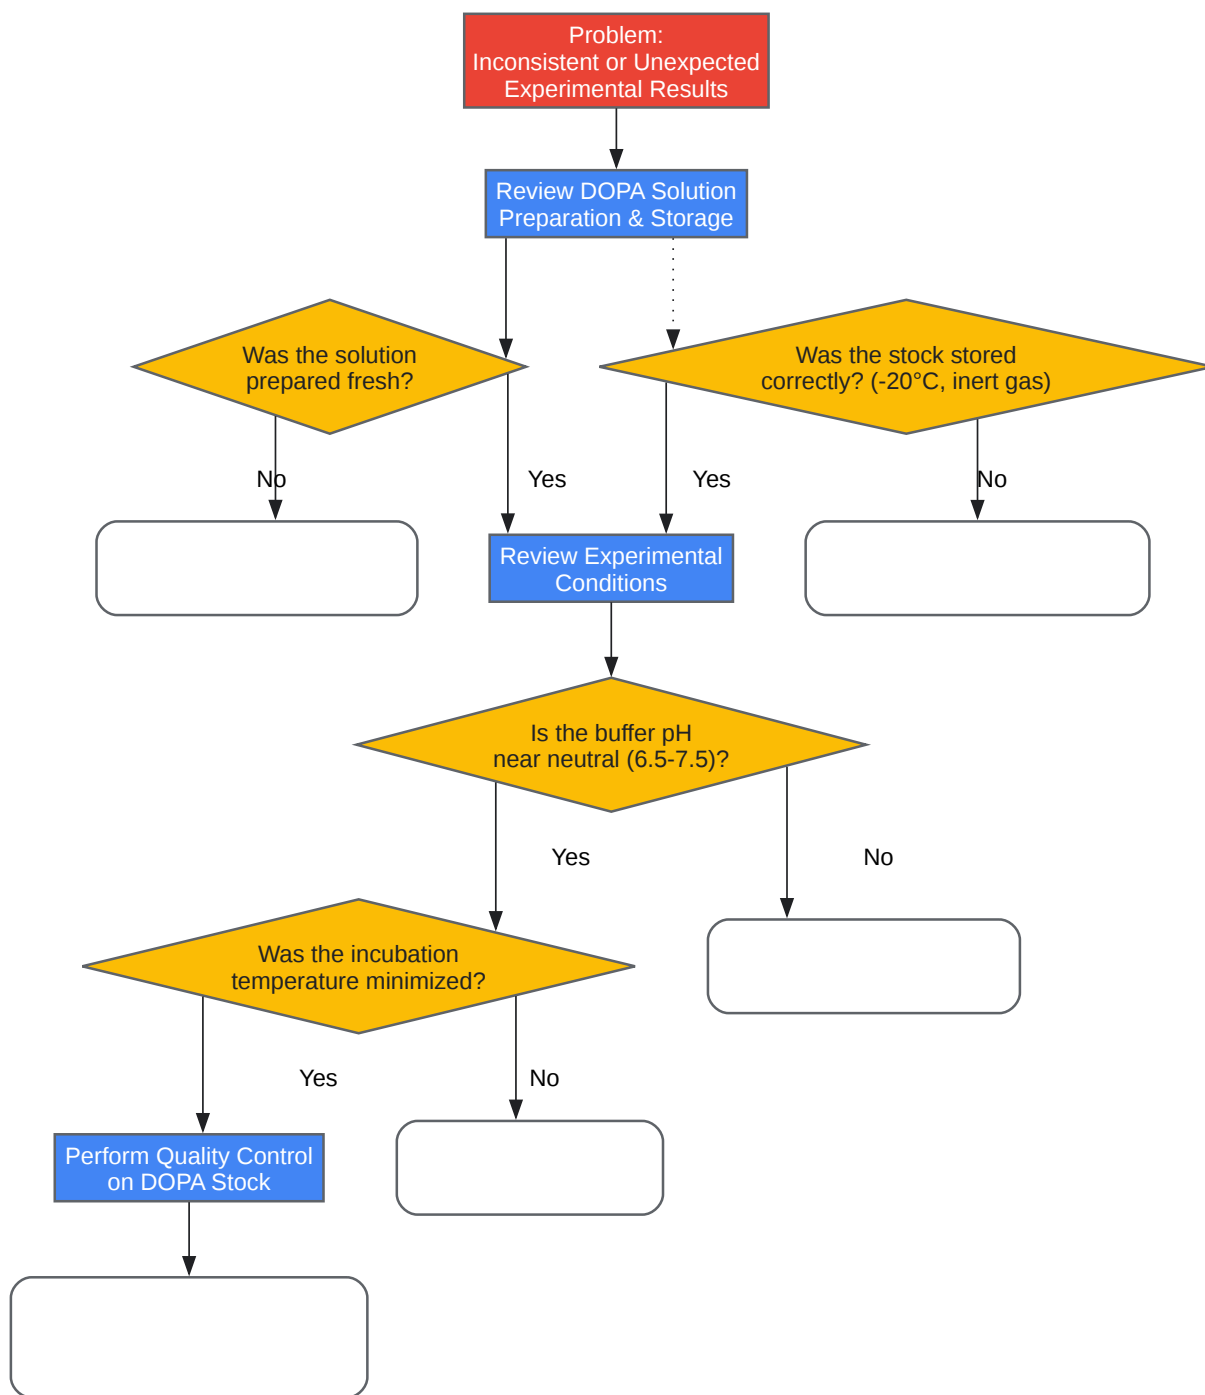 Problem:
Inconsistent or Unexpected
Experimental Results
Review DOPA Solution
Preparation & Storage
Was the solution
prepared fresh?
Was the stock stored
correctly? (-20°C, inert gas)
No
Yes
Yes
No
Review Experimental
Conditions
Is the buffer pH
near neutral (6.5-7.5)?
Yes
No
Was the incubation
temperature minimized?
Yes
No
Perform Quality Control
on DOPA Stock